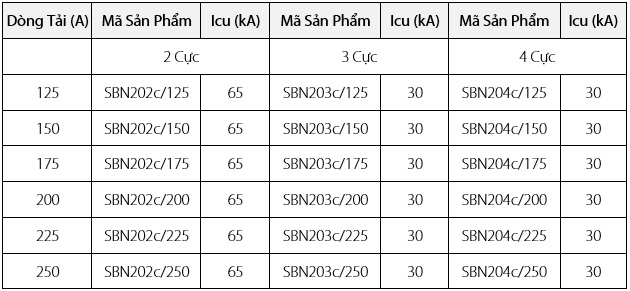 Dòng Tải (A) Mã Sản Phẩm Icu (kA) Mã Sản Phẩm Icu (kA) Mã Sản Phẩm Icu (kA)
2 Cực 3 Cực 4 Cực
125 SBN202c/125 65 SBN203c/125 30 SBN204c/125 30
150 SBN202c/150 65 SBN203c/150 30 SBN204c/150 30
175 SBN202c/175 65 SBN203c/175 30 SBN204c/175 30
200 SBN202c/200 65 SBN203c/200 30 SBN204c/200 30
225 SBN202c/225 65 SBN203c/225 30 SBN204c/225 30
250 SBN202c/250 65 SBN203c/250 30 SBN204c/250 30